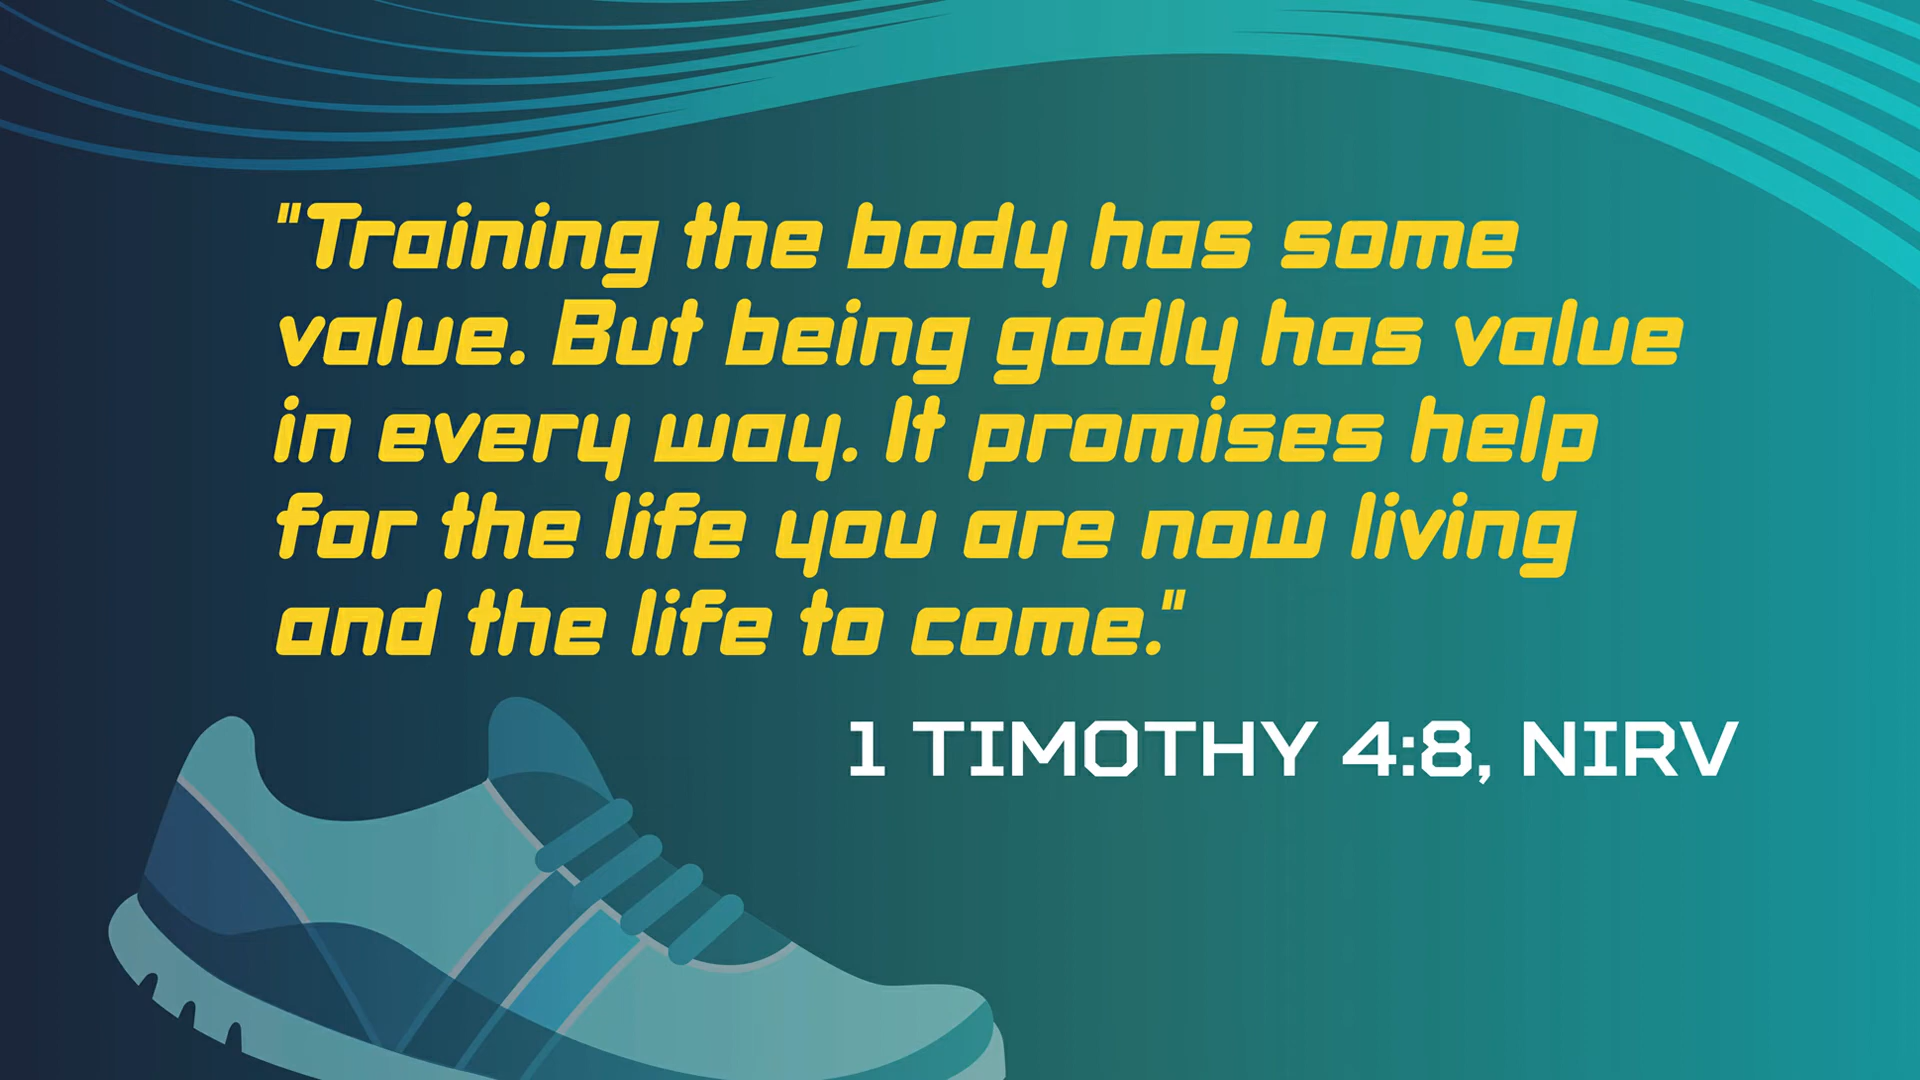 "Training the body has some
value. But being godly has value
in every way. It promises help
for the life you are now living
and the life to come."
1 TIMOTHY 4:8, NIRV